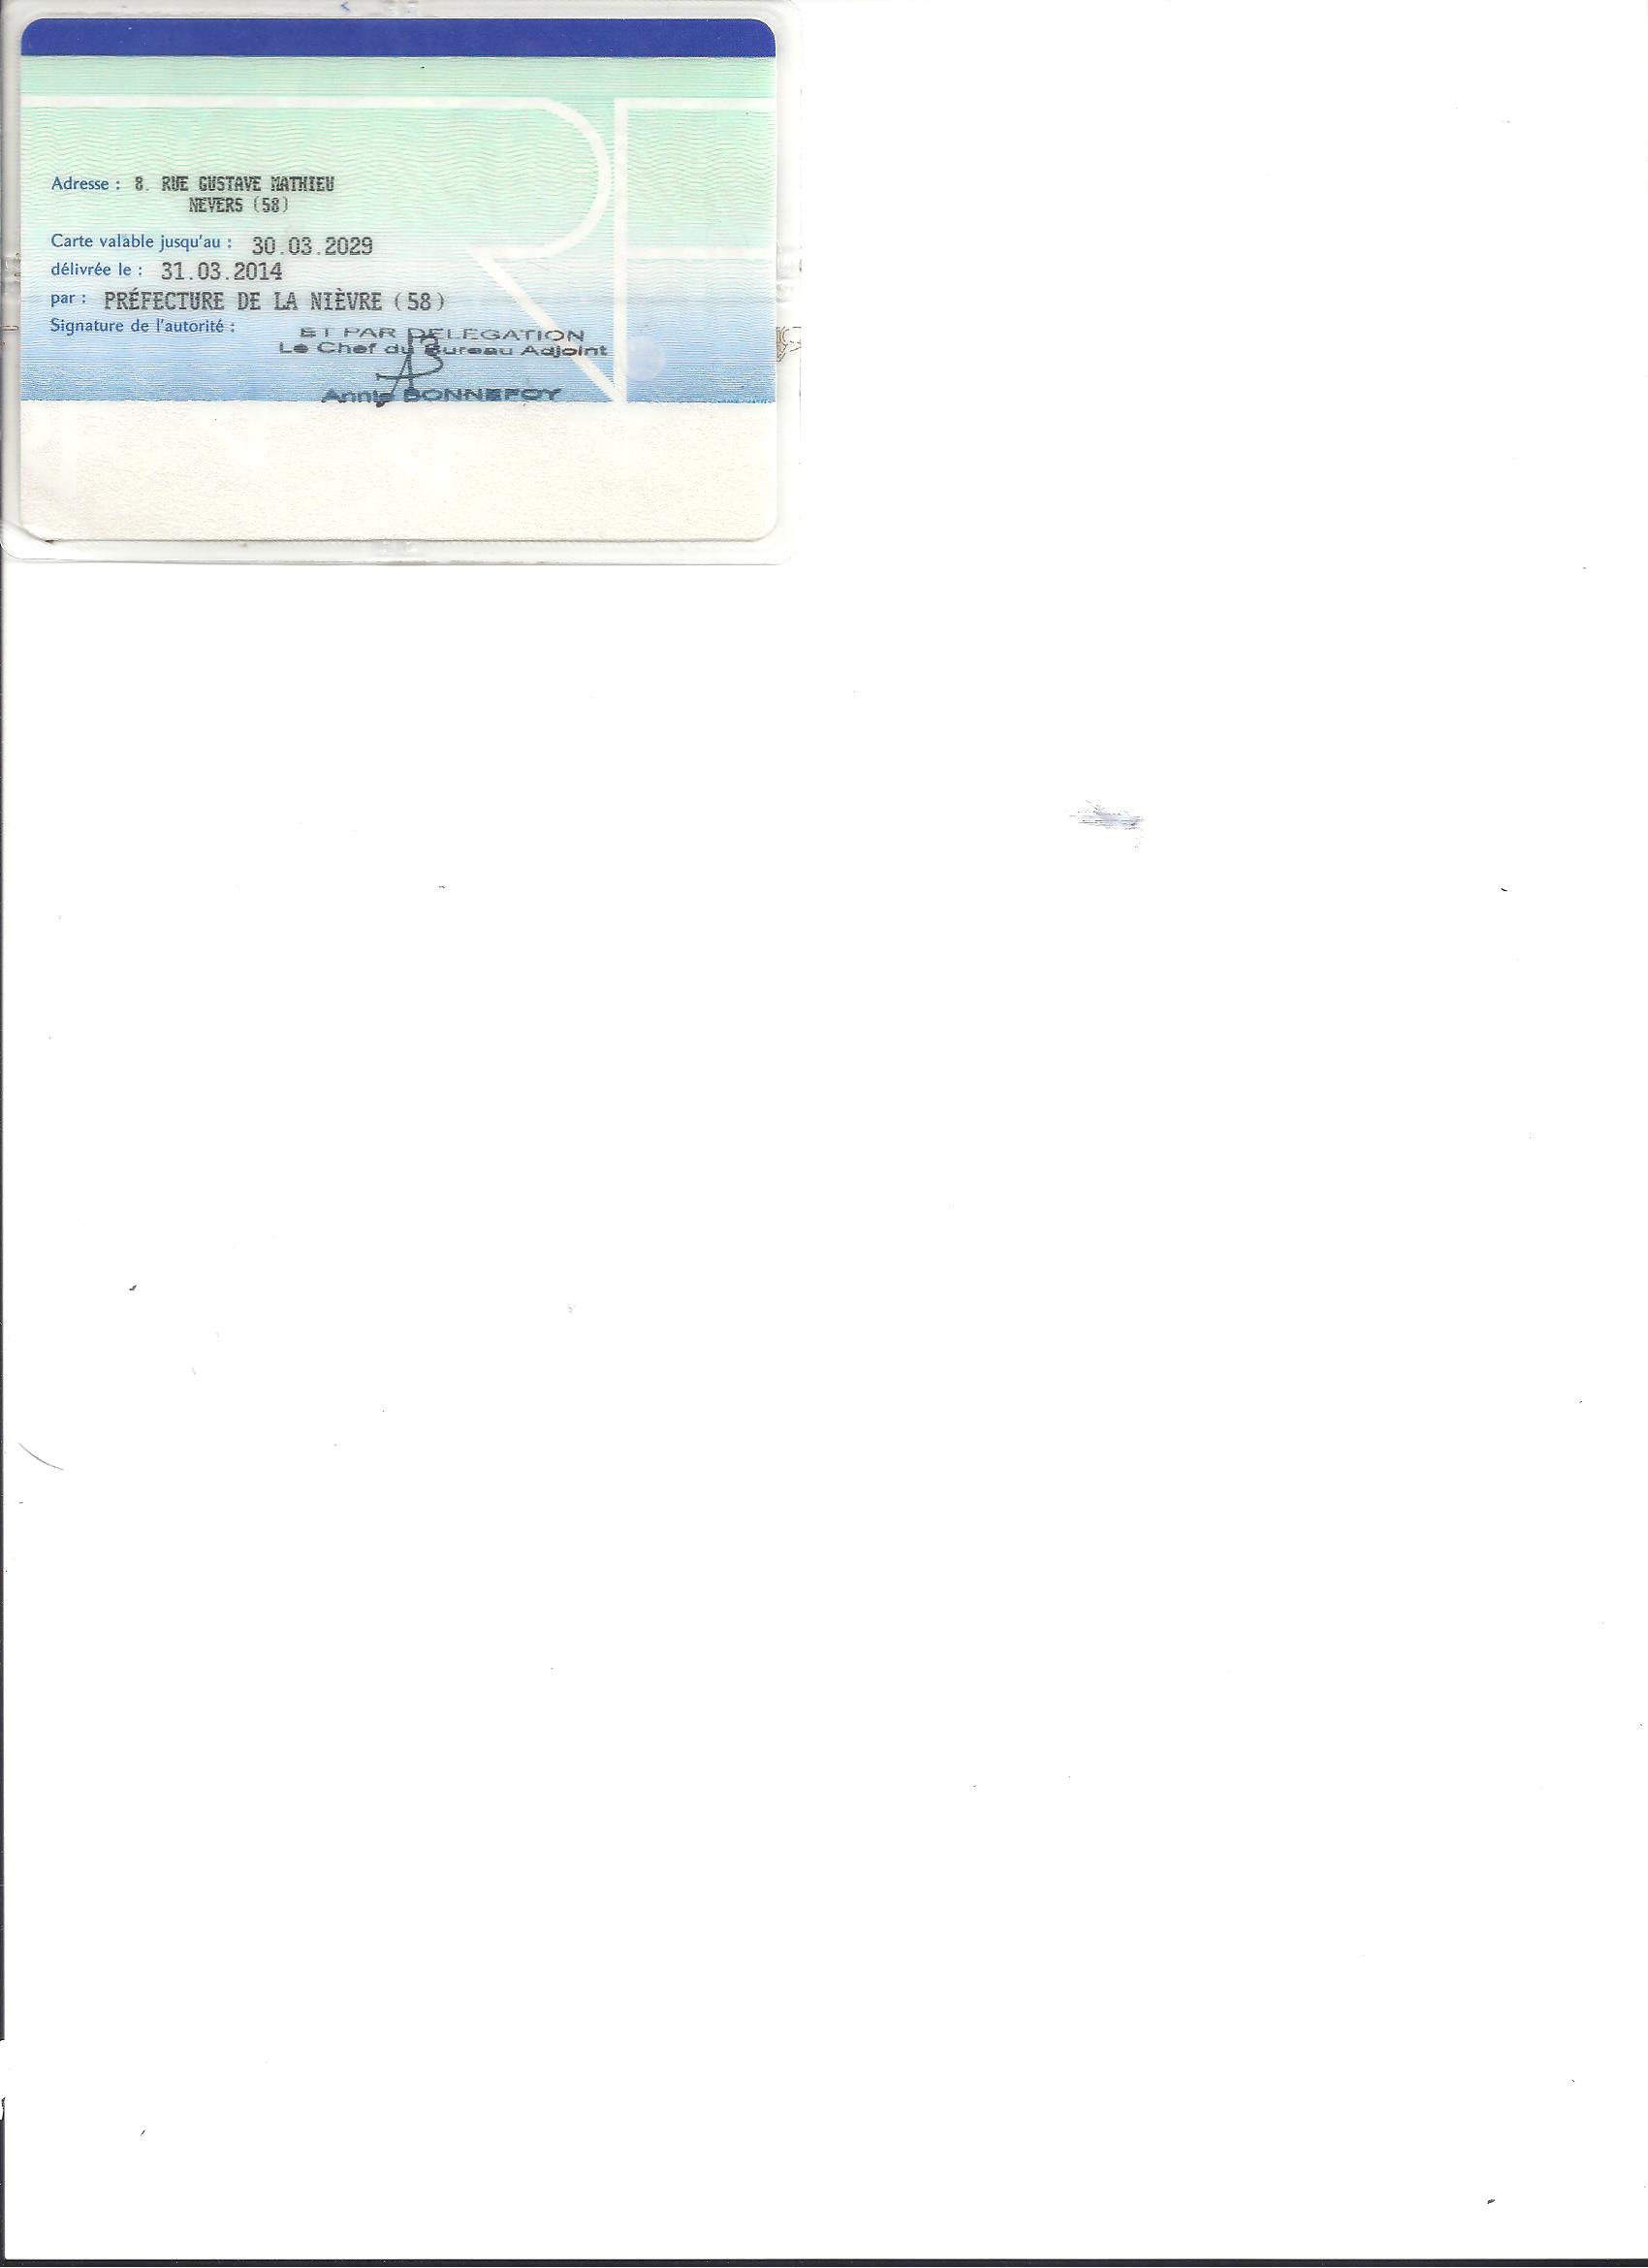 Adresse : 8. RUE GUSTAVE MATHIEU
NEVERS (58)
Carte valable jusqu'au : 30.03.2029
délivrée le : 31.03.2014
par : PRÉFECTURE DE LA NIÈVRE (58)
Signature de l'autorité :
ET PAR DELEGATION
Le Chef du Bureau Adjoint
Annie BONNEFOY
RF